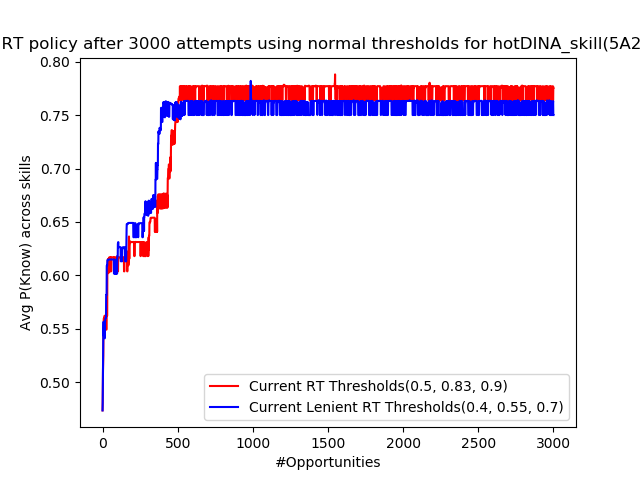 RT policy after 3000 attempts using normal thresholds for hotDINA_skill(5A2
0.80
0.75
0.70
0.65
0.60
0.55
0.50
Avg P(Know) across skills
Current RT Thresholds(0.5, 0.83, 0.9)
Current Lenient RT Thresholds(0.4, 0.55, 0.7)
0 500 1000 1500 2000 2500 3000
#Opportunities